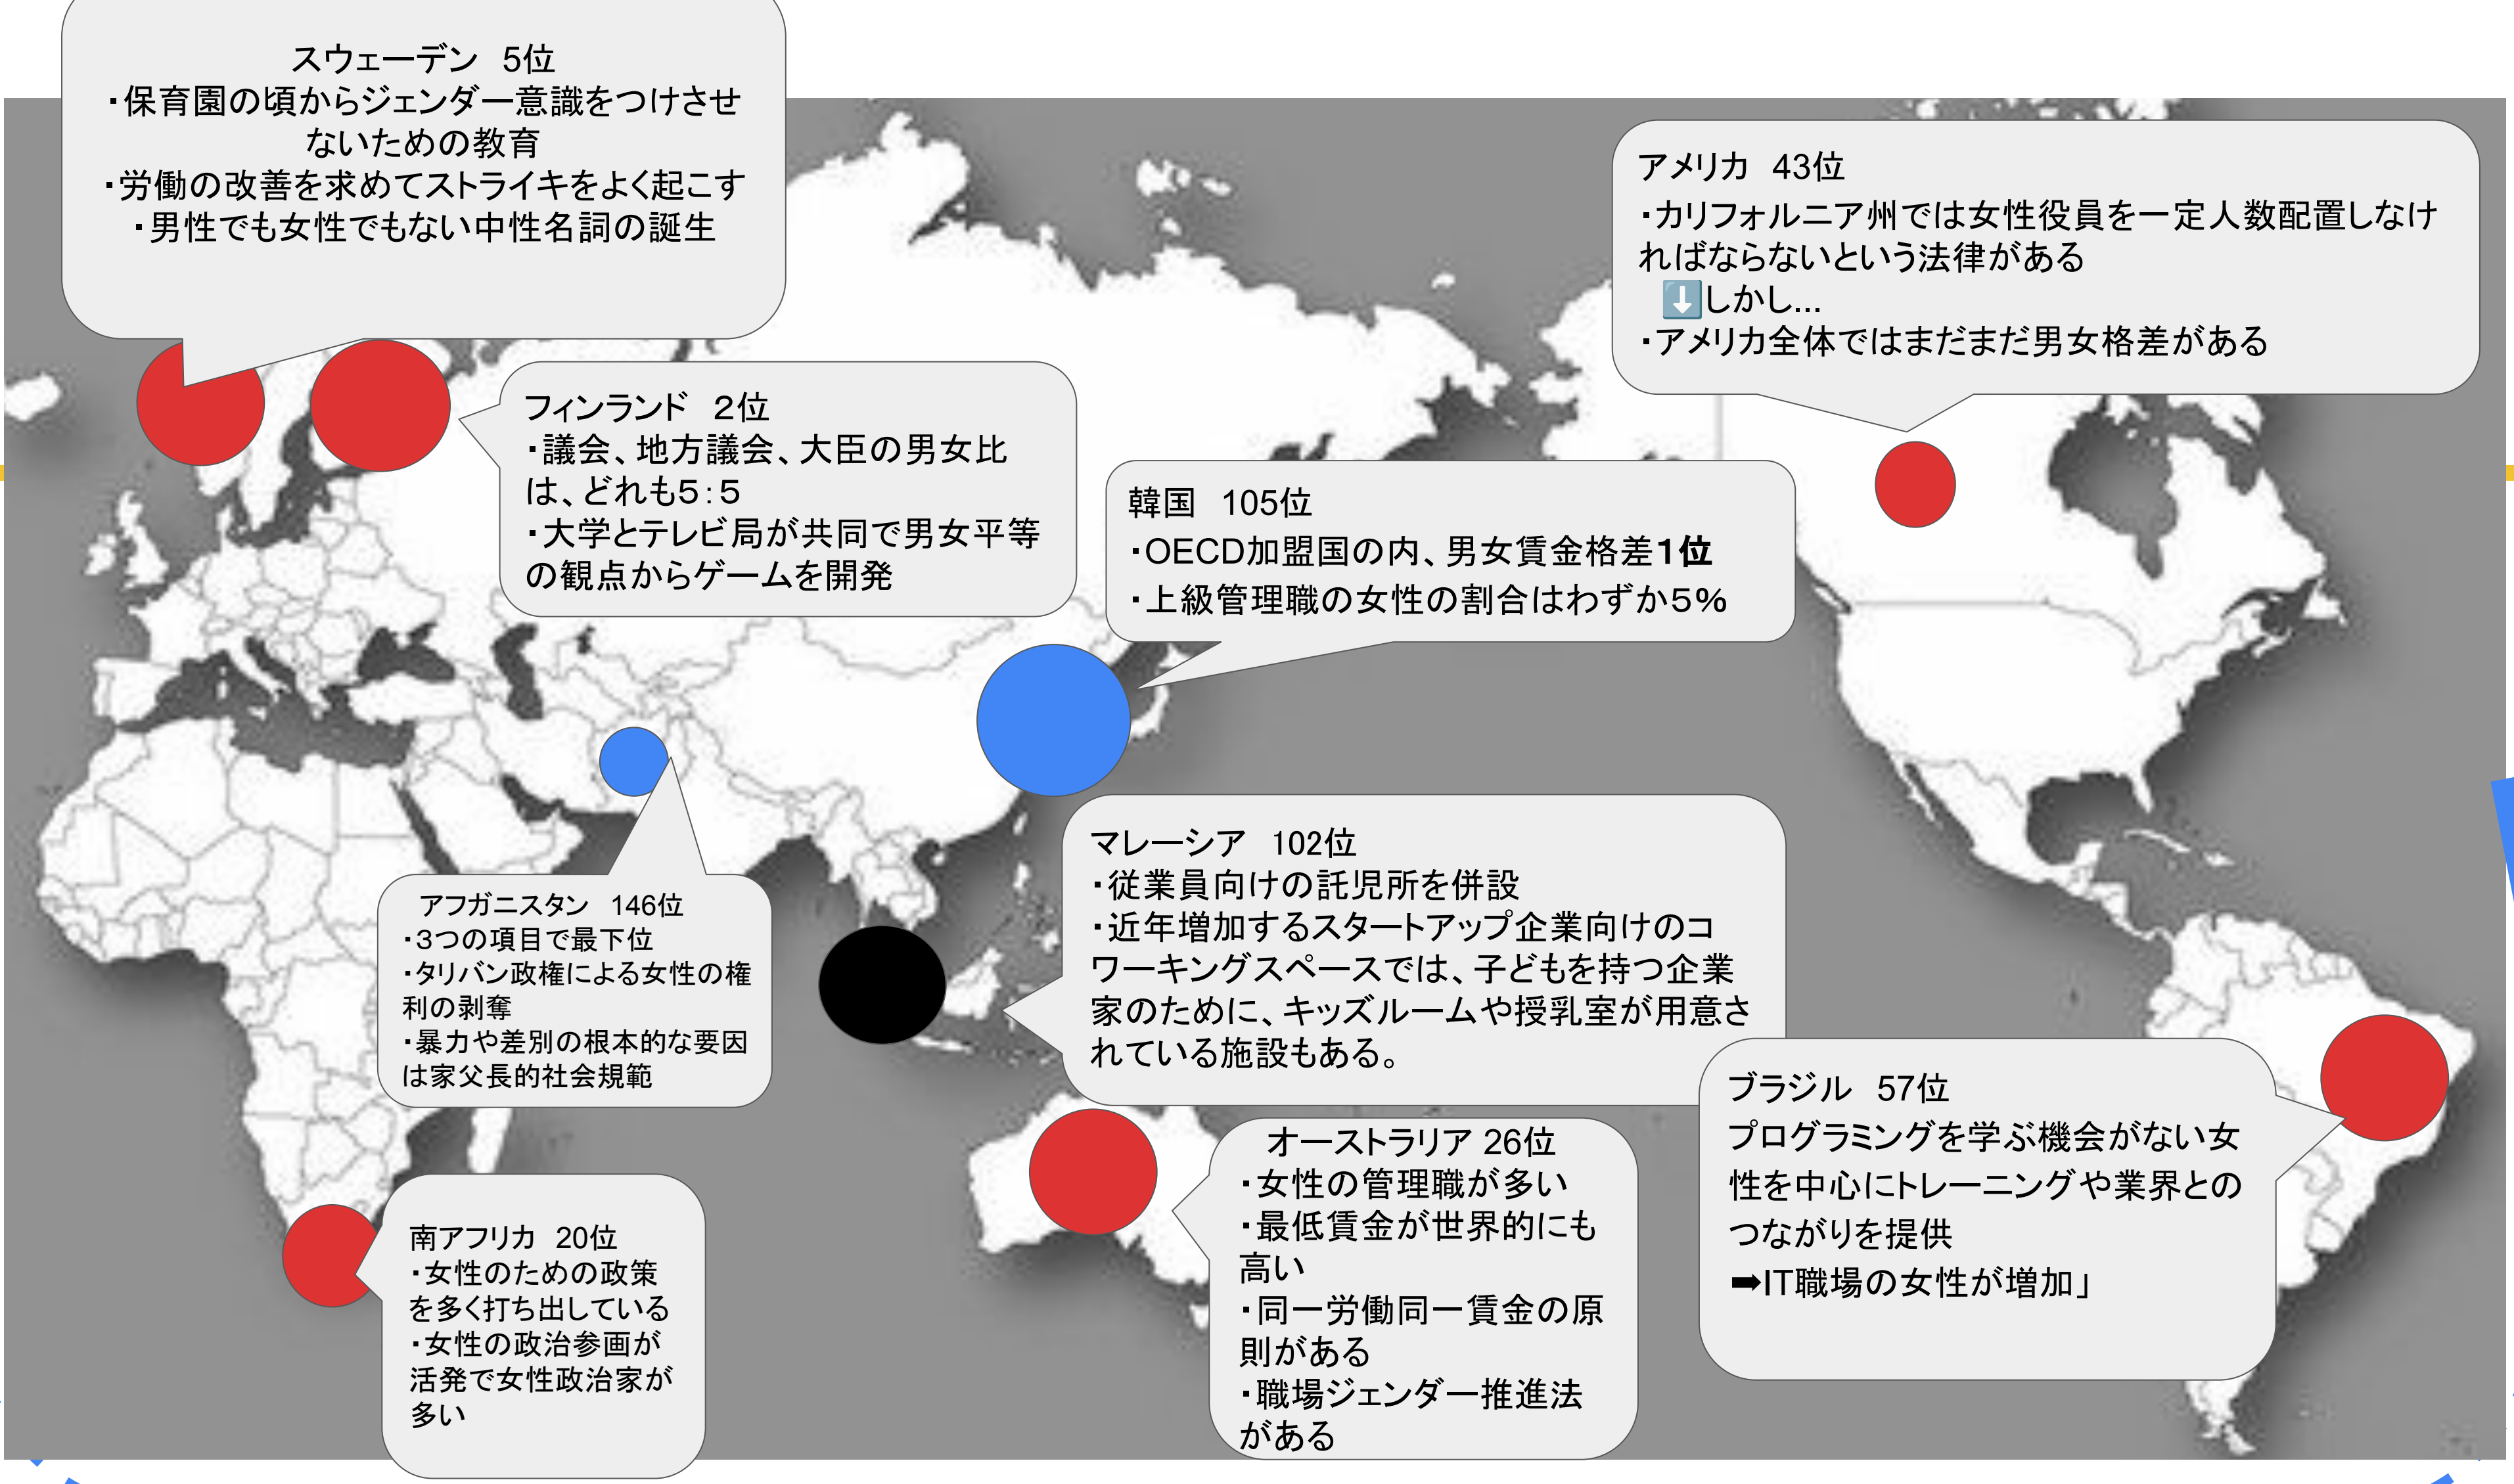 スウェーデン 5位
・保育園の頃からジェンダー意識をつけさせ
ないための教育
・労働の改善を求めてストライキをよく起こす
・男性でも女性でもない中性名詞の誕生
アメリカ 43位
・カリフォルニア州では女性役員を一定人数配置しなけ
ればならないという法律がある
⬇️しかし...
・アメリカ全体ではまだまだ男女格差がある
フィンランド 2位
・議会、地方議会、大臣の男女比
は、どれも5:5
・大学とテレビ局が共同で男女平等
の観点からゲームを開発
韓国 105位
・OECD加盟国の内、男女賃金格差1位
・上級管理職の女性の割合はわずか5%
マレーシア 102位
・従業員向けの託児所を併設
・近年増加するスタートアップ企業向けのコ
ワーキングスペースでは、子どもを持つ企業
家のために、キッズルームや授乳室が用意さ
れている施設もある。
アフガニスタン 146位
・3つの項目で最下位
・タリバン政権による女性の権
利の剥奪
・暴力や差別の根本的な要因
は家父長的社会規範
ブラジル 57位
プログラミングを学ぶ機会がない女
性を中心にトレーニングや業界との
つながりを提供
➡IT職場の女性が増加」
オーストラリア 26位
・女性の管理職が多い
・最低賃金が世界的にも
高い
・同一労働同一賃金の原
則がある
・職場ジェンダー推進法
がある
南アフリカ 20位
・女性のための政策
を多く打ち出している
・女性の政治参画が
活発で女性政治家が
多い